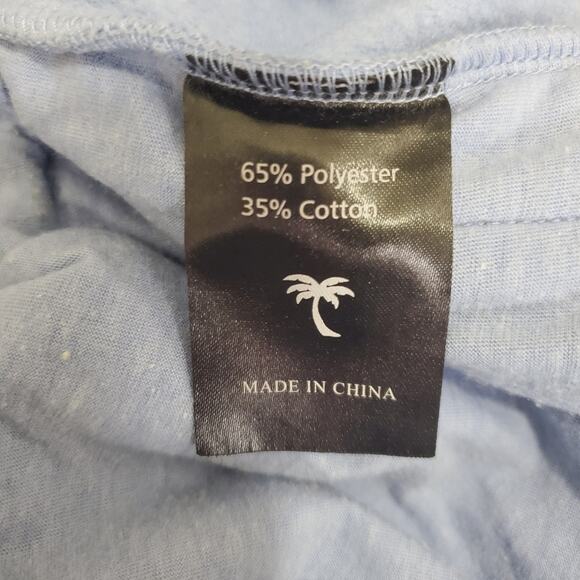 65% Polyester
35% Cotton
MADE IN CHINA